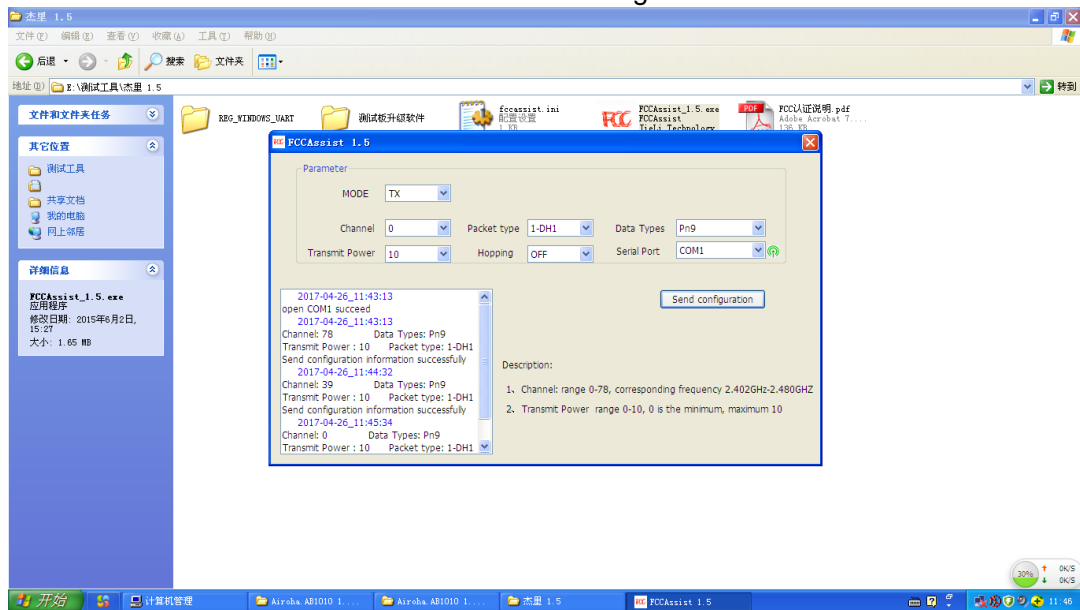 杰里 1.5
文件(F) 编辑(E) 查看(V) 收藏(A) 工具(T) 帮助(H)
后退 搜索 文件夹
地址(D) E:\测试工具\杰里 1.5 转到
文件和文件夹任务
其它位置
测试工具
共享文档
我的电脑
网上邻居
详细信息
FCCAssist_1.5.exe
应用程序
修改日期: 2015年6月2日,
15:27
大小: 1.65 MB
REG_WINDOWS_UART
测试板升级软件
fccassist.ini
配置设置
1 KB
FCCAssist_1.5.exe
FCCAssist
JieLi Technology
FCC认证说明.pdf
Adobe Acrobat 7....
136 KB
FCCAssist 1.5
Parameter
MODE TX
Channel 0 Packet type 1-DH1 Data Types Pn9
Transmit Power 10 Hopping OFF Serial Port COM1
2017-04-26_11:43:13
open COM1 succeed
2017-04-26_11:43:13
Channel: 78 Data Types: Pn9
Transmit Power : 10 Packet type: 1-DH1
Send configuration information successfully
2017-04-26_11:44:32
Channel: 39 Data Types: Pn9
Transmit Power : 10 Packet type: 1-DH1
Send configuration information successfully
2017-04-26_11:45:34
Channel: 0 Data Types: Pn9
Transmit Power : 10 Packet type: 1-DH1
Send configuration
Description:
1、Channel: range 0-78, corresponding frequency 2.402GHz-2.480GHZ
2、Transmit Power range 0-10, 0 is the minimum, maximum 10
30% 0K/S
0K/S
开始 计算机管理 Airoha AB1010 1.... Airoha AB1010 1.... 杰里 1.5 FCCAssist 1.5 11:46